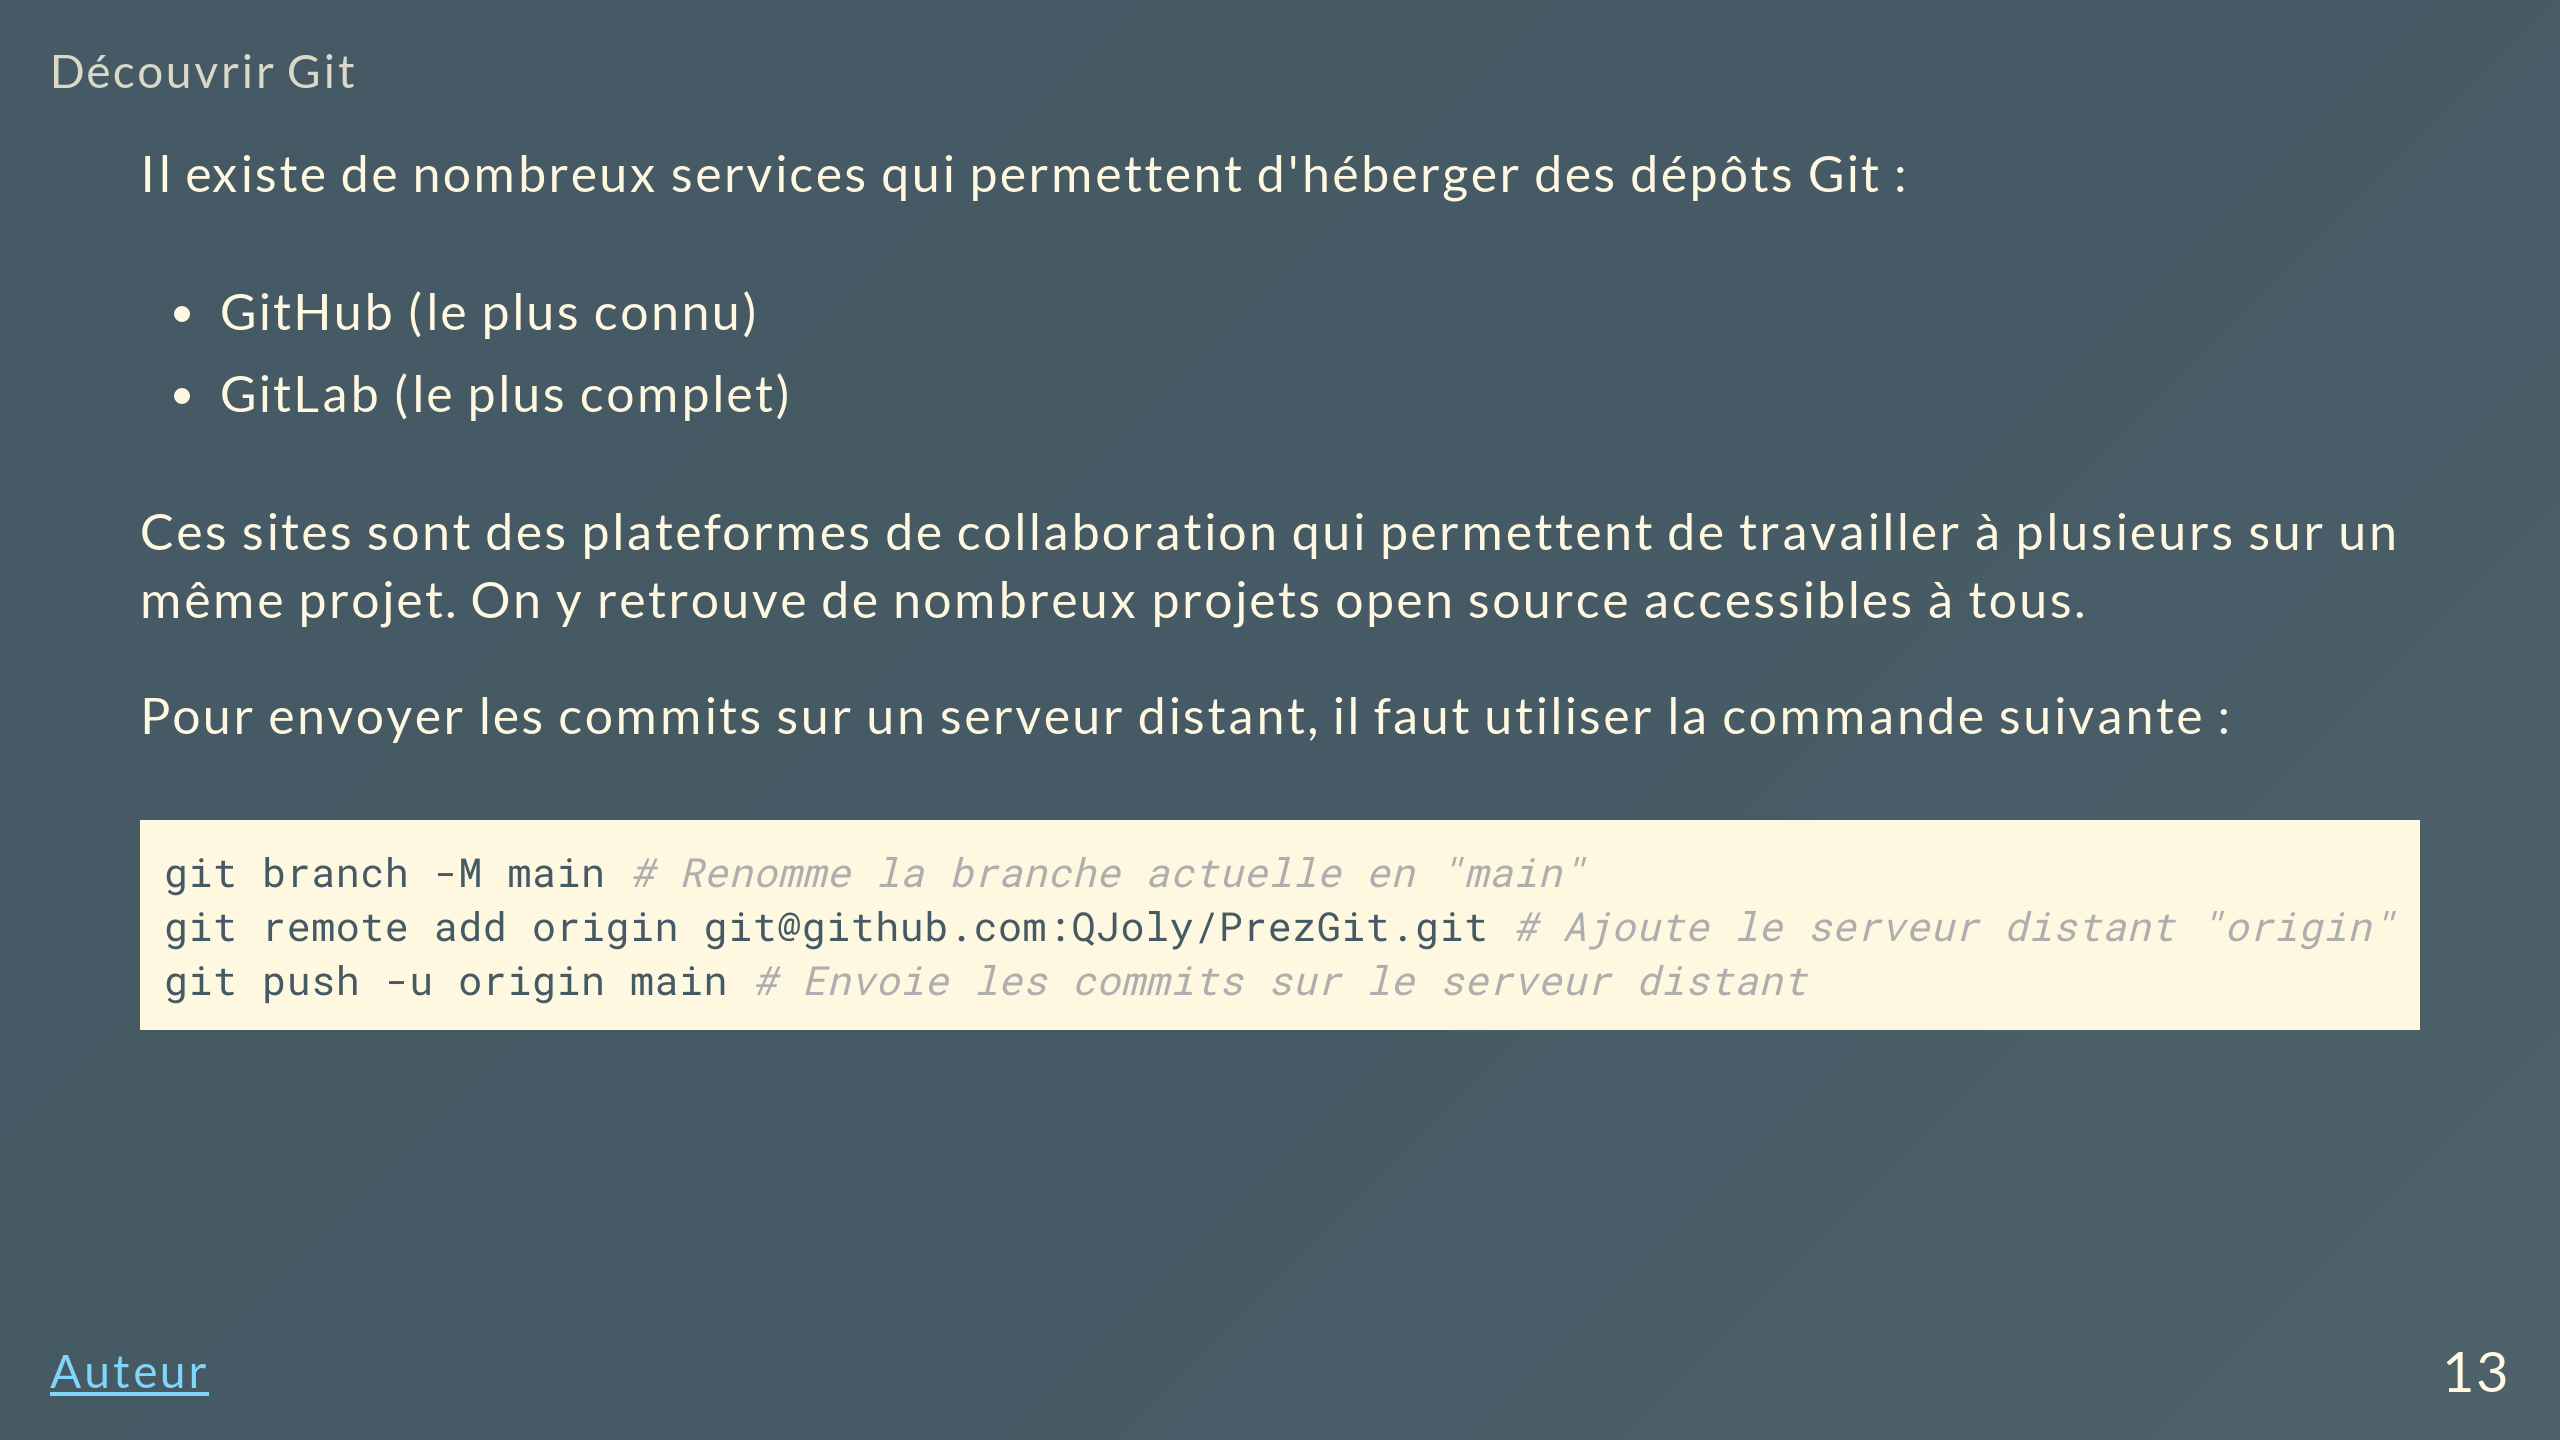 Découvrir Git
Il existe de nombreux services qui permettent d'héberger des dépôts Git :
• GitHub (le plus connu)
• GitLab (le plus complet)
Ces sites sont des plateformes de collaboration qui permettent de travailler à plusieurs sur un
même projet. On y retrouve de nombreux projets open source accessibles à tous.
Pour envoyer les commits sur un serveur distant, il faut utiliser la commande suivante :
git branch -M main # Renomme la branche actuelle en "main"
git remote add origin git@github.com:QJoly/PrezGit.git # Ajoute le serveur distant "origin"
git push -u origin main # Envoie les commits sur le serveur distant
Auteur
13